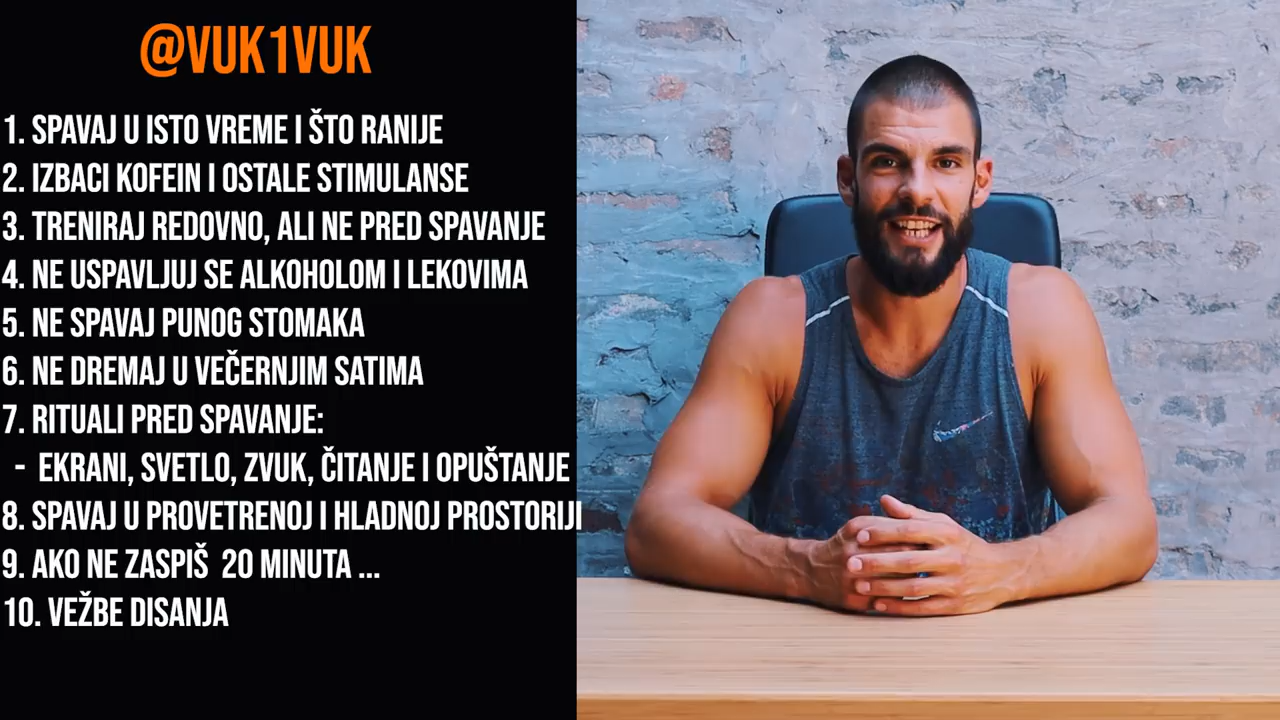 @VUK1VUK
1. SPAVAJ U ISTO VREME I ŠTO RANIJE
2. IZBACI KOFEIN I OSTALE STIMULANSE
3. TRENIRAJ REDOVNO, ALI NE PRED SPAVANJE
4. NE USPAVLJUJ SE ALKOHOLOM I LEKOVIMA
5. NE SPAVAJ PUNOG STOMAKA
6. NE DREMAJ U VEČERNJIM SATIMA
7. RITUALI PRED SPAVANJE:
- EKRANI, SVETLO, ZVUK, ČITANJE I OPUŠTANJE
8. SPAVAJ U PROVETRENOJ I HLADNOJ PROSTORIJI
9. AKO NE ZASPIŠ 20 MINUTA ...
10. VEŽBE DISANJA